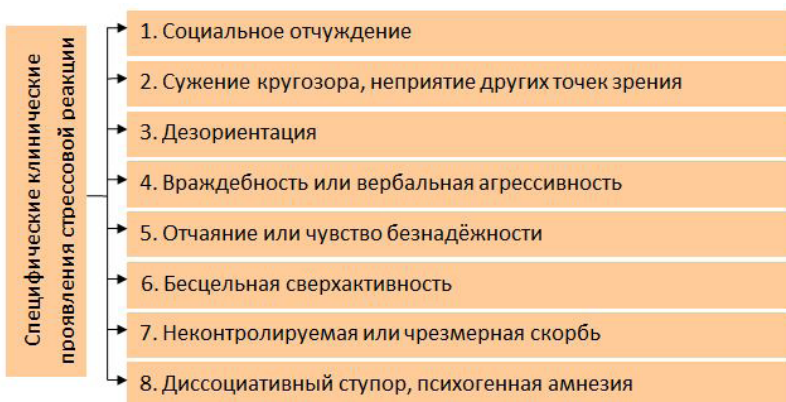 Специфические клинические
проявления стрессовой реакции
1. Социальное отчуждение
2. Сужение кругозора, неприятие других точек зрения
3. Дезориентация
4. Враждебность или вербальная агрессивность
5. Отчаяние или чувство безнадёжности
6. Бесцельная сверхактивность
7. Неконтролируемая или чрезмерная скорбь
8. Диссоциативный ступор, психогенная амнезия